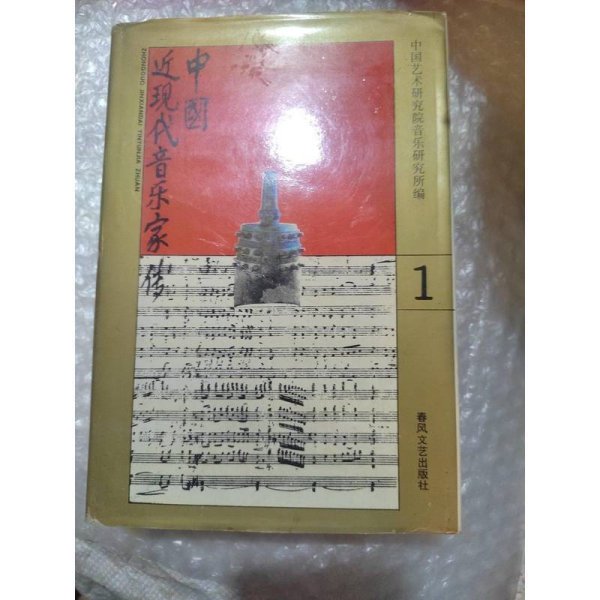 中國
近现代音乐家传
ZHONGGUO JINXIANDAI YINYUEJIA ZHUAN
中国艺术研究院音乐研究所编
1
春风文艺出版社